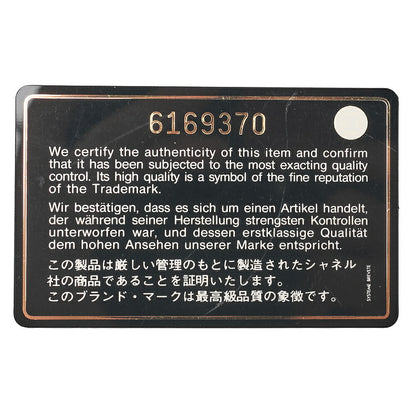 6169370
We certify the authenticity of this item and confirm
that it has been subjected to the most exacting quality
control. Its high quality is a symbol of the fine reputation
of the Trademark.
Wir bestätigen, dass es sich um einen Artikel handelt,
der während seiner Herstellung strengsten Kontrollen
unterworfen war, und dessen erstklassige Qualität
dem hohen Ansehen unserer Marke entspricht.
この製品は厳しい管理のもとに製造されたシャネル
社の商品であることを証明いたします。
このブランド・マークは最高級品質の象徴です。
SYSTEME BREVETE